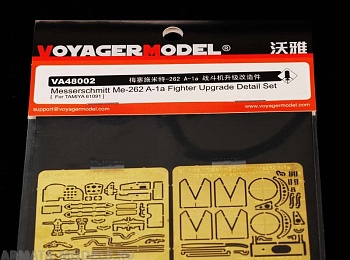 VOYAGERMODEL® 沃雅
VA48002 梅塞施米特-262 A-1a 战斗机升级改造件
Messerschmitt Me-262 A-1a Fighter Upgrade Detail Set
[ For TAMIYA 61091 ]
support@voyagermodel.com www.voyagermodel.com